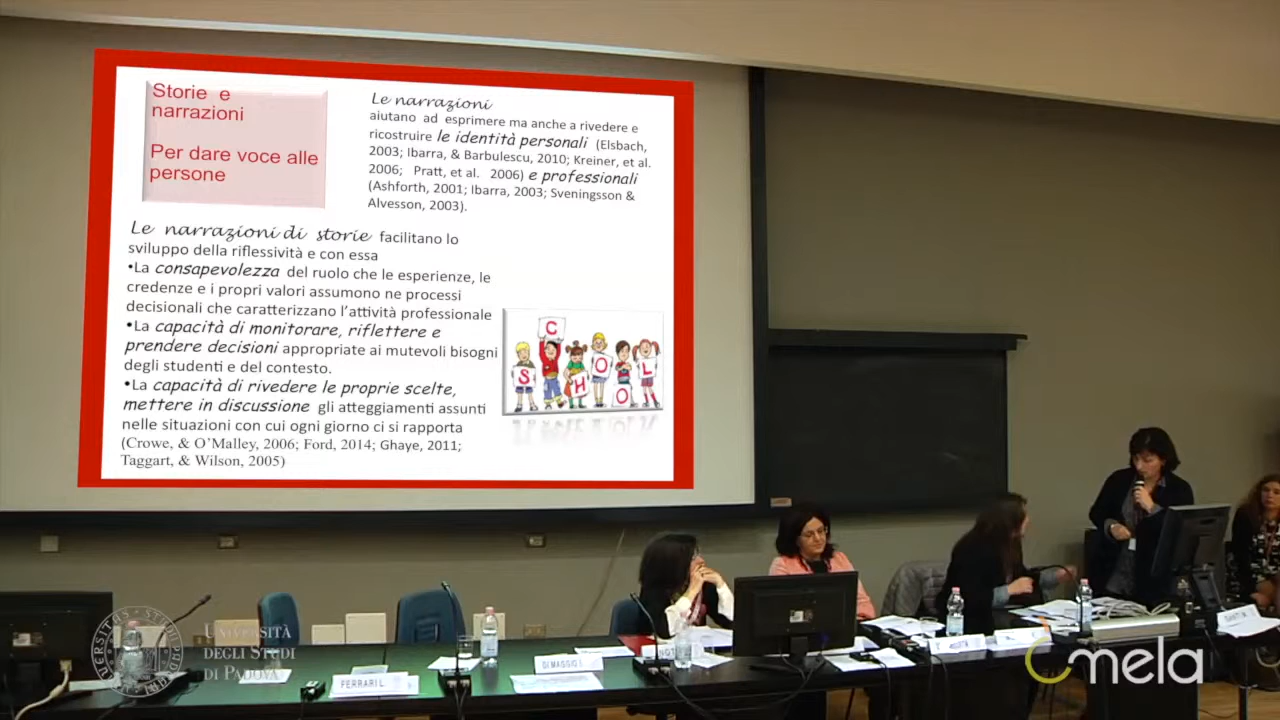 Storie e
narrazioni
Per dare voce alle
persone
Le narrazioni
aiutano ad esprimere ma anche a rivedere e
ricostruire le identità personali (Elsbach,
2003; Ibarra, & Barbulescu, 2010; Kreiner, et al.
2006; Pratt, et al. 2006) e professionali
(Ashforth, 2001; Ibarra, 2003; Sveningsson &
Alvesson, 2003).
Le narrazioni di storie facilitano lo
sviluppo della riflessività e con essa
•La consapevolezza del ruolo che le esperienze, le
credenze e i propri valori assumono ne processi
decisionali che caratterizzano l'attività professionale
•La capacità di monitorare, riflettere e
prendere decisioni appropriate ai mutevoli bisogni
degli studenti e del contesto.
•La capacità di rivedere le proprie scelte,
mettere in discussione gli atteggiamenti assunti
nelle situazioni con cui ogni giorno ci si rapporta
(Crowe, & O'Malley, 2006; Ford, 2014; Ghaye, 2011;
Taggart, & Wilson, 2005)
S C H O O L
UNIVERSITÀ
DEGLI STUDI
DI PADOVA
FERRARI L.
DI MAGGIO I.
mela